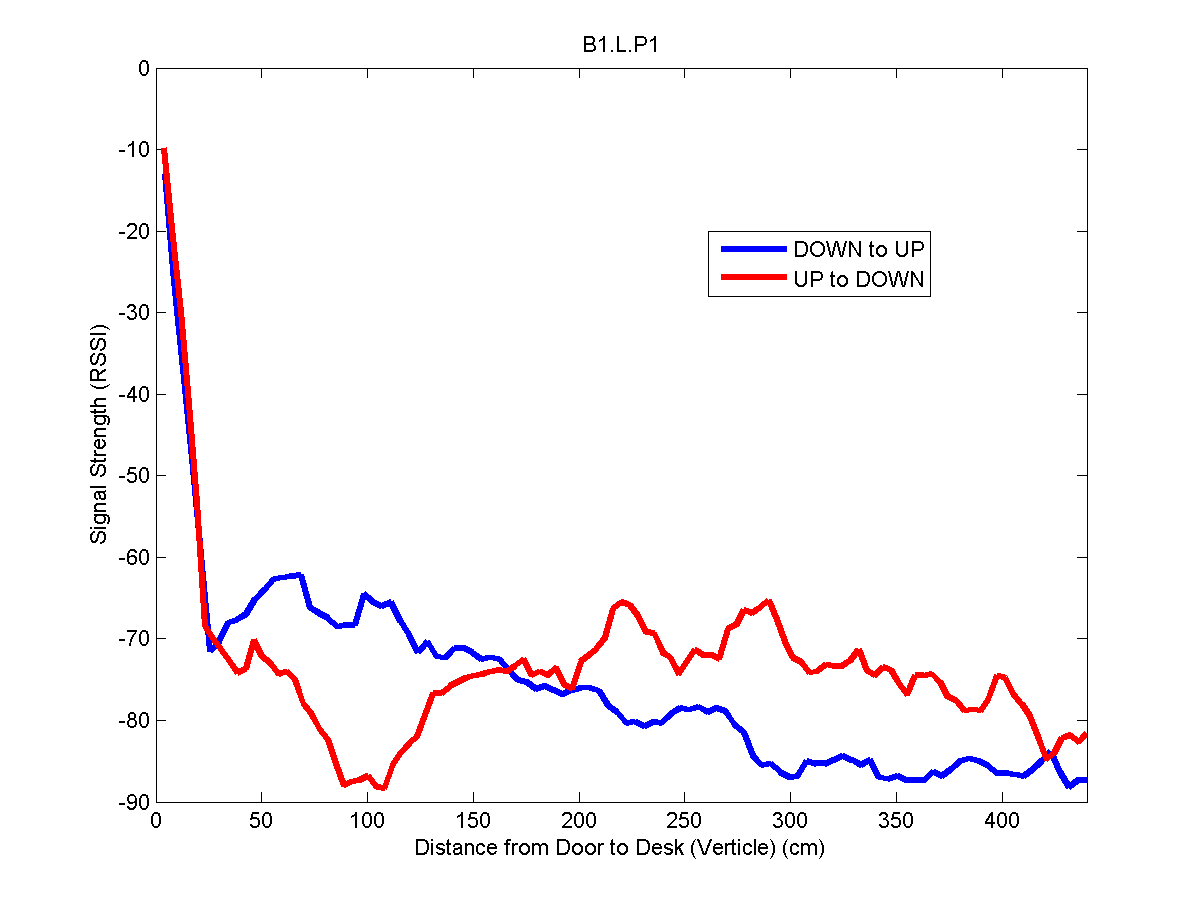 B1.L.P1
0
-10
-20
-30
-40
-50
-60
-70
-80
-90
Signal Strength (RSSI)
DOWN to UP
UP to DOWN
0 50 100 150 200 250 300 350 400
Distance from Door to Desk (Verticle) (cm)